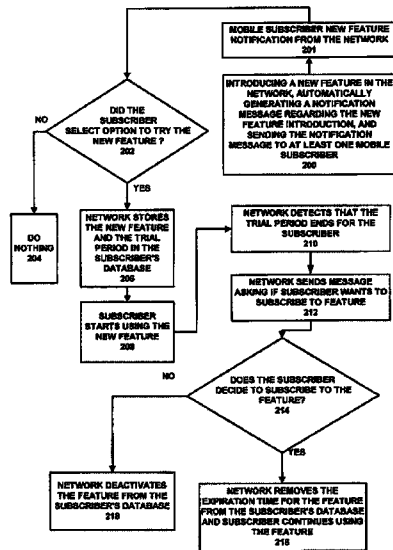 MOBILE SUBSCRIBER NEW FEATURE
NOTIFICATION FROM THE NETWORK
201
INTRODUCING A NEW FEATURE IN THE
NETWORK, AUTOMATICALLY
GENERATING A NOTIFICATION
MESSAGE REGARDING THE NEW
FEATURE INTRODUCTION, AND
SENDING THE NOTIFICATION
MESSAGE TO AT LEAST ONE MOBILE
SUBSCRIBER
200
DID THE
SUBSCRIBER
SELECT OPTION TO TRY THE
NEW FEATURE ?
202
NO
YES
DO
NOTHING
204
NETWORK STORES
THE NEW FEATURE
AND THE TRIAL
PERIOD IN THE
SUBSCRIBER'S
DATABASE
206
SUBSCRIBER
STARTS USING THE
NEW FEATURE
208
NETWORK DETECTS THAT THE
TRIAL PERIOD ENDS FOR THE
SUBSCRIBER
210
NETWORK SENDS MESSAGE
ASKING IF SUBSCRIBER WANTS TO
SUBSCRIBE TO FEATURE
212
DOES THE SUBSCRIBER
DECIDE TO SUBSCRIBE TO THE
FEATURE?
214
NO
YES
NETWORK DEACTIVATES
THE FEATURE FROM THE
SUBSCRIBER'S DATABASE
218
NETWORK REMOVES THE
EXPIRATION TIME FOR THE FEATURE
FROM THE SUBSCRIBER'S DATABASE
AND SUBSCRIBER CONTINUES USING
THE FEATURE